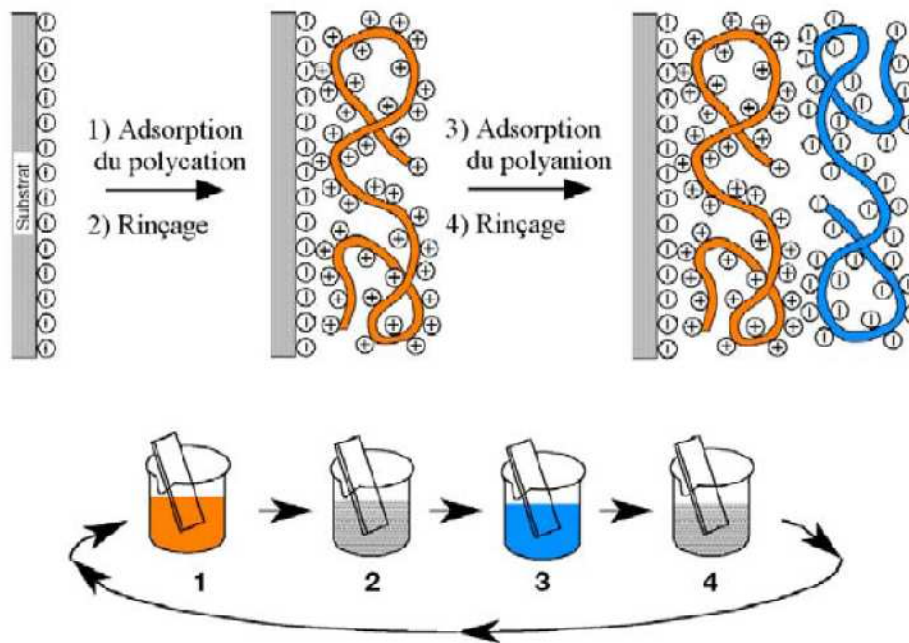 Substrat
1) Adsorption
du polycation
2) Rinçage
3) Adsorption
du polyanion
4) Rinçage
1
2
3
4